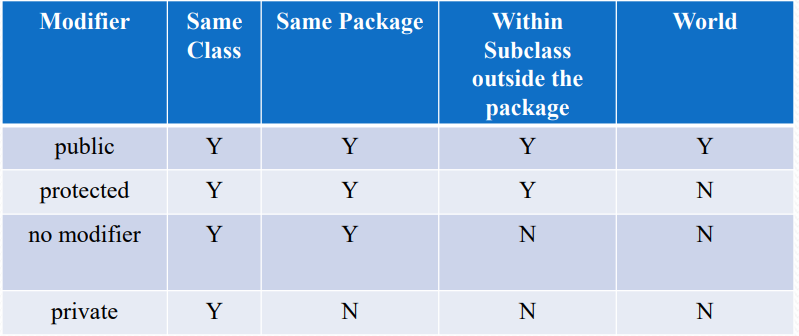 Modifier Same Class Same Package Within Subclass outside the package World
public Y Y Y Y
protected Y Y Y N
no modifier Y Y N N
private Y N N N